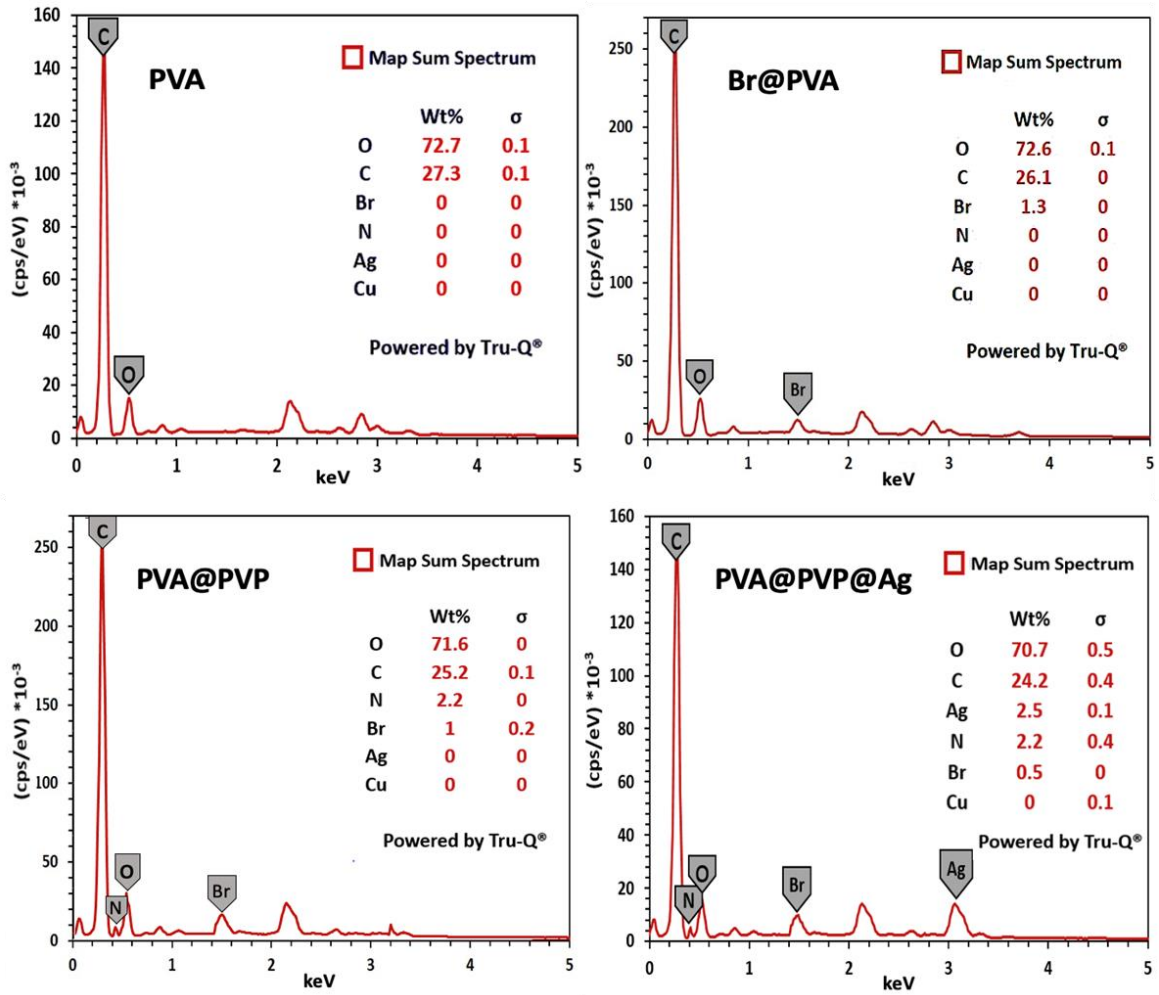 160
140
120
100
80
60
40
20
0
(cps/eV) *10⁻³
C
O
PVA
Map Sum Spectrum
Wt% σ
O 72.7 0.1
C 27.3 0.1
Br 0 0
N 0 0
Ag 0 0
Cu 0 0
Powered by Tru-Q®
0 1 2 3 4 5
keV
250
200
150
100
50
0
(cps/eV) *10⁻³
C
O
Br
Br@PVA
Map Sum Spectrum
Wt% σ
O 72.6 0.1
C 26.1 0
Br 1.3 0
N 0 0
Ag 0 0
Cu 0 0
Powered by Tru-Q®
0 1 2 3 4 5
keV
250
200
150
100
50
0
(cps/eV) *10⁻³
C
N
O
Br
PVA@PVP
Map Sum Spectrum
Wt% σ
O 71.6 0
C 25.2 0.1
N 2.2 0
Br 1 0.2
Ag 0 0
Cu 0 0
Powered by Tru-Q®
0 1 2 3 4 5
keV
160
140
120
100
80
60
40
20
0
(cps/eV) *10⁻³
C
N
O
Br
Ag
PVA@PVP@Ag
Map Sum Spectrum
Wt% σ
O 70.7 0.5
C 24.2 0.4
Ag 2.5 0.1
N 2.2 0.4
Br 0.5 0
Cu 0 0.1
Powered by Tru-Q®
0 1 2 3 4 5
keV